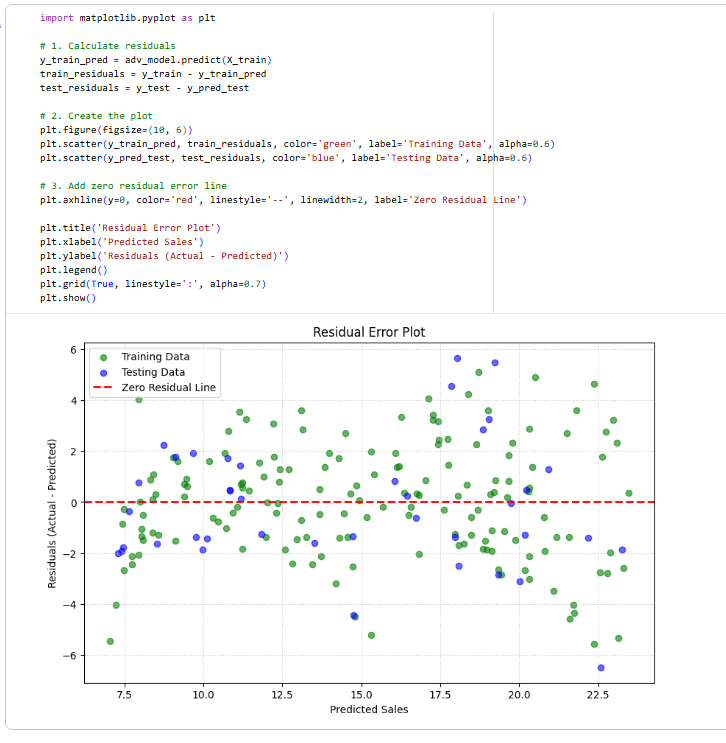 import matplotlib.pyplot as plt
# 1. Calculate residuals
y_train_pred = adv_model.predict(X_train)
train_residuals = y_train - y_train_pred
test_residuals = y_test - y_pred_test
# 2. Create the plot
plt.figure(figsize=(10, 6))
plt.scatter(y_train_pred, train_residuals, color='green', label='Training Data', alpha=0.6)
plt.scatter(y_pred_test, test_residuals, color='blue', label='Testing Data', alpha=0.6)
# 3. Add zero residual error line
plt.axhline(y=0, color='red', linestyle='--', linewidth=2, label='Zero Residual Line')
plt.title('Residual Error Plot')
plt.xlabel('Predicted Sales')
plt.ylabel('Residuals (Actual - Predicted)')
plt.legend()
plt.grid(True, linestyle=':', alpha=0.7)
plt.show()
Residual Error Plot
Training Data
Testing Data
Zero Residual Line
Residuals (Actual - Predicted)
6
4
2
0
−2
−4
−6
7.5 10.0 12.5 15.0 17.5 20.0 22.5
Predicted Sales